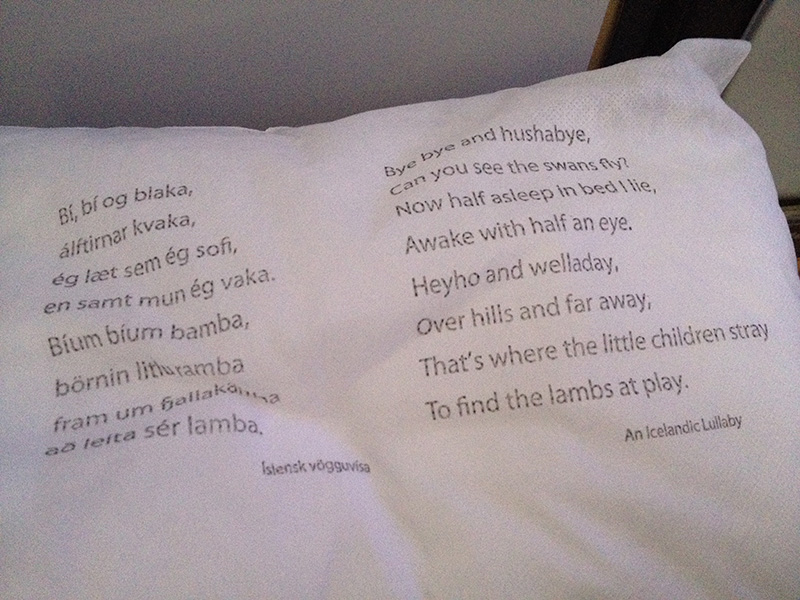 Bí, bí og blaka,
álftirnar kvaka,
ég læt sem ég sofi,
en samt mun ég vaka.
Bíum bíum bamba,
börnin litlu ramba
fram um fjallakamba
að leita sér lamba.
Íslensk vögguvísa
Bye bye and hushabye,
Can you see the swans fly?
Now half asleep in bed I lie,
Awake with half an eye.
Heyho and welladay,
Over hills and far away,
That's where the little children stray
To find the lambs at play.
An Icelandic Lullaby